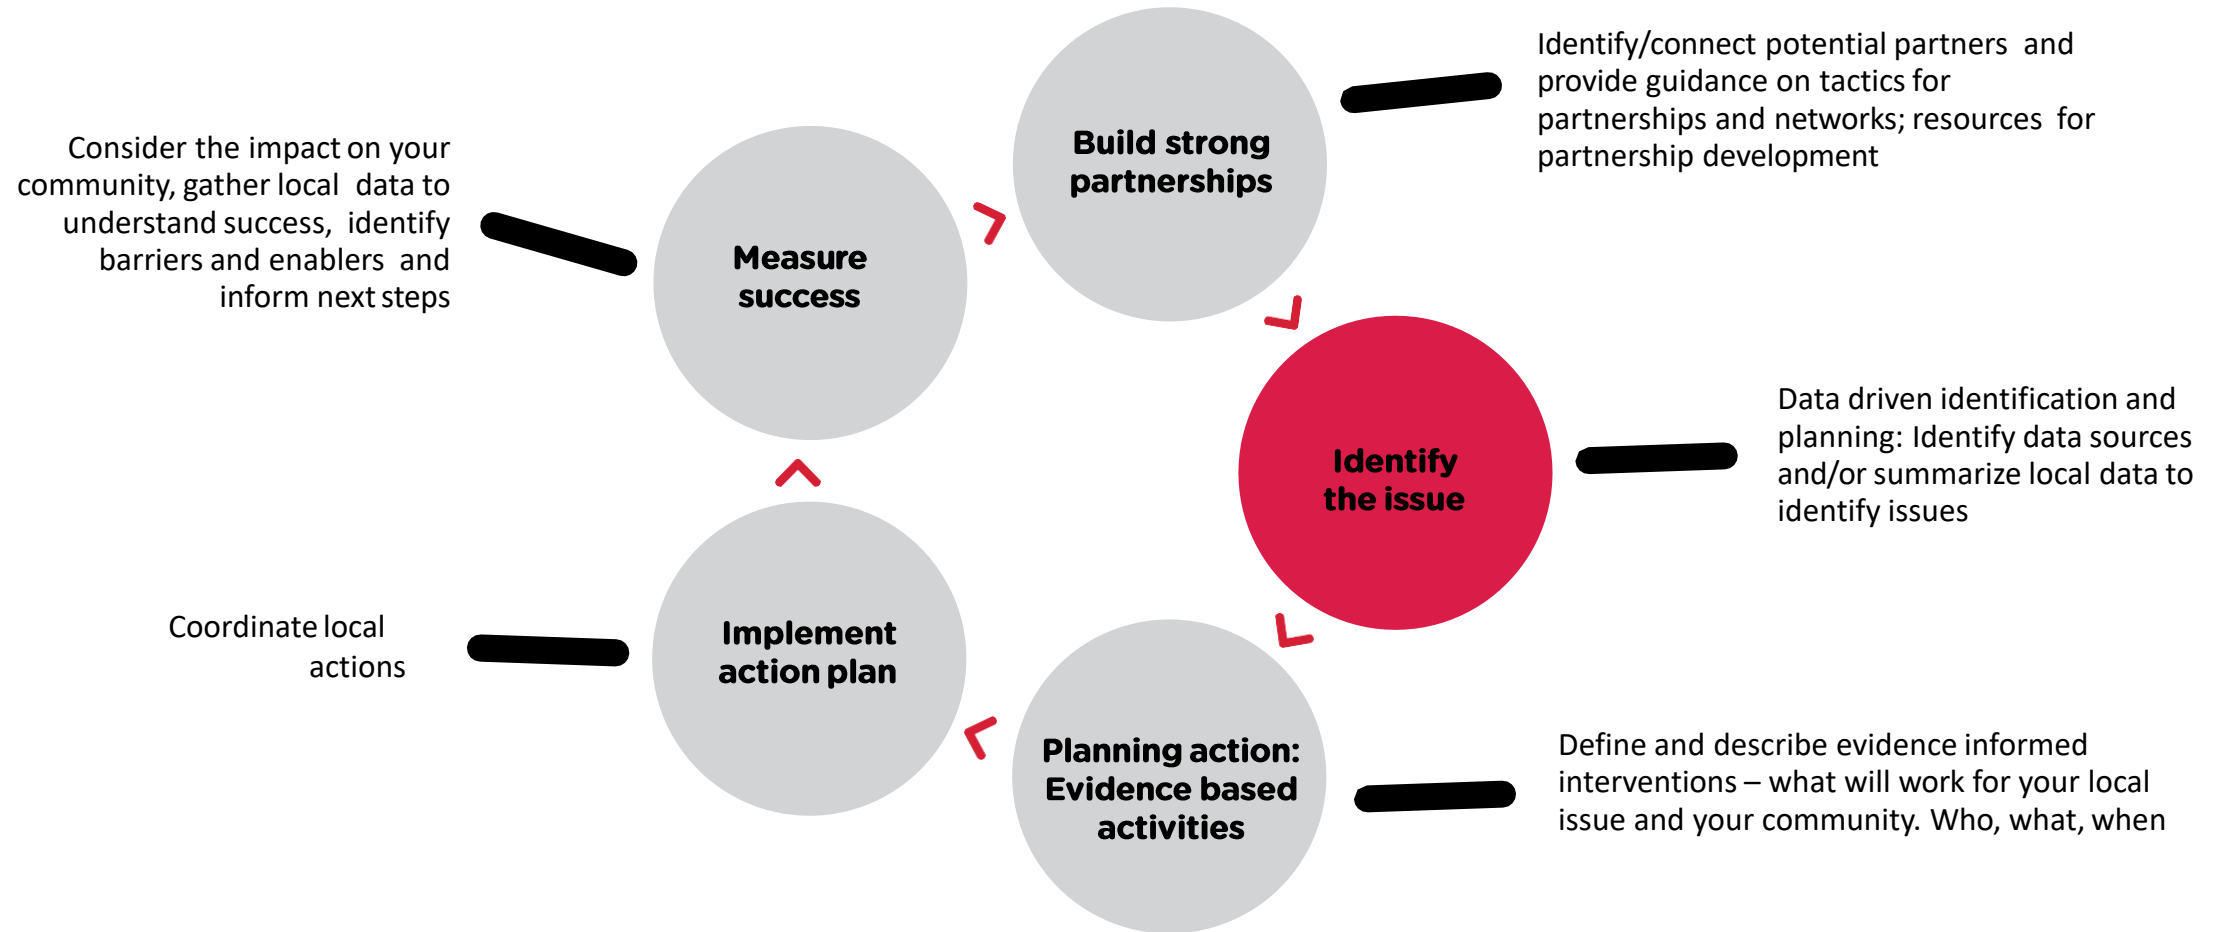 Build strong
partnerships
Identify/connect potential partners and
provide guidance on tactics for
partnerships and networks; resources for
partnership development
Identify
the issue
Data driven identification and
planning: Identify data sources
and/or summarize local data to
identify issues
Planning action:
Evidence based
activities
Define and describe evidence informed
interventions – what will work for your local
issue and your community. Who, what, when
Implement
action plan
Coordinate local
actions
Measure
success
Consider the impact on your
community, gather local data to
understand success, identify
barriers and enablers and
inform next steps